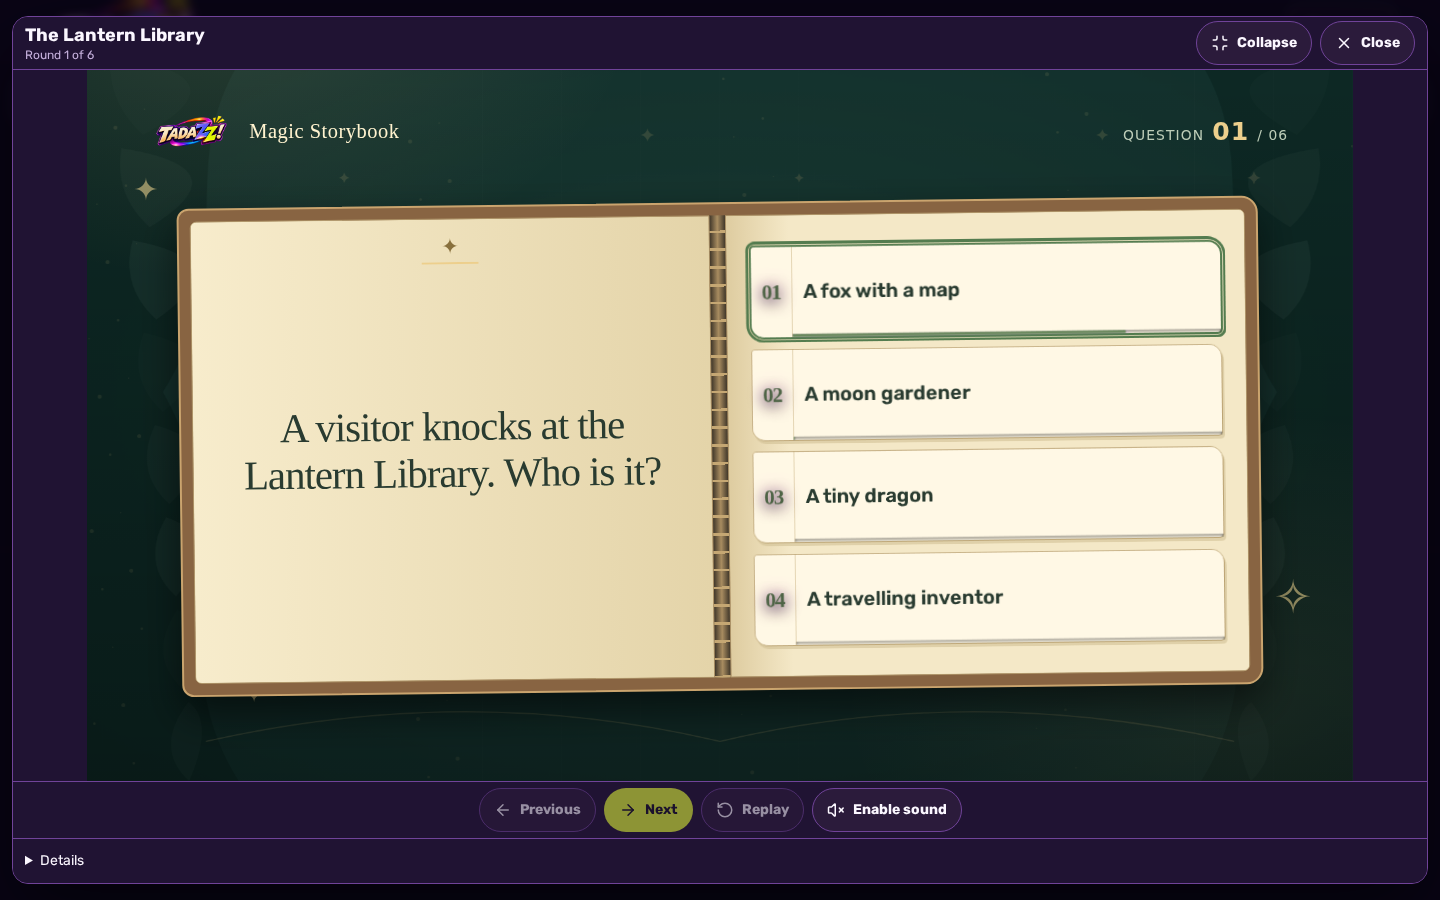 The Lantern Library
Round 1 of 6
Collapse
Close
TADAZZ!
Magic Storybook
QUESTION 01 / 06
A visitor knocks at the
Lantern Library. Who is it?
01 A fox with a map
02 A moon gardener
03 A tiny dragon
04 A travelling inventor
Previous
Next
Replay
Enable sound
Details